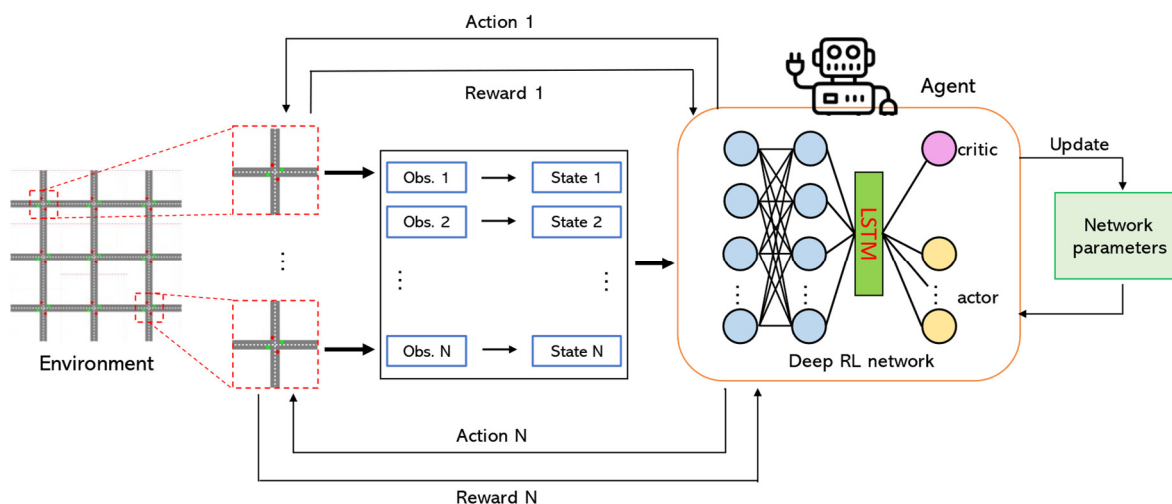 Action 1
Reward 1
Agent
Obs. 1
State 1
Obs. 2
State 2
Obs. N
State N
Environment
LSTM
critic
actor
Deep RL network
Update
Network
parameters
Action N
Reward N